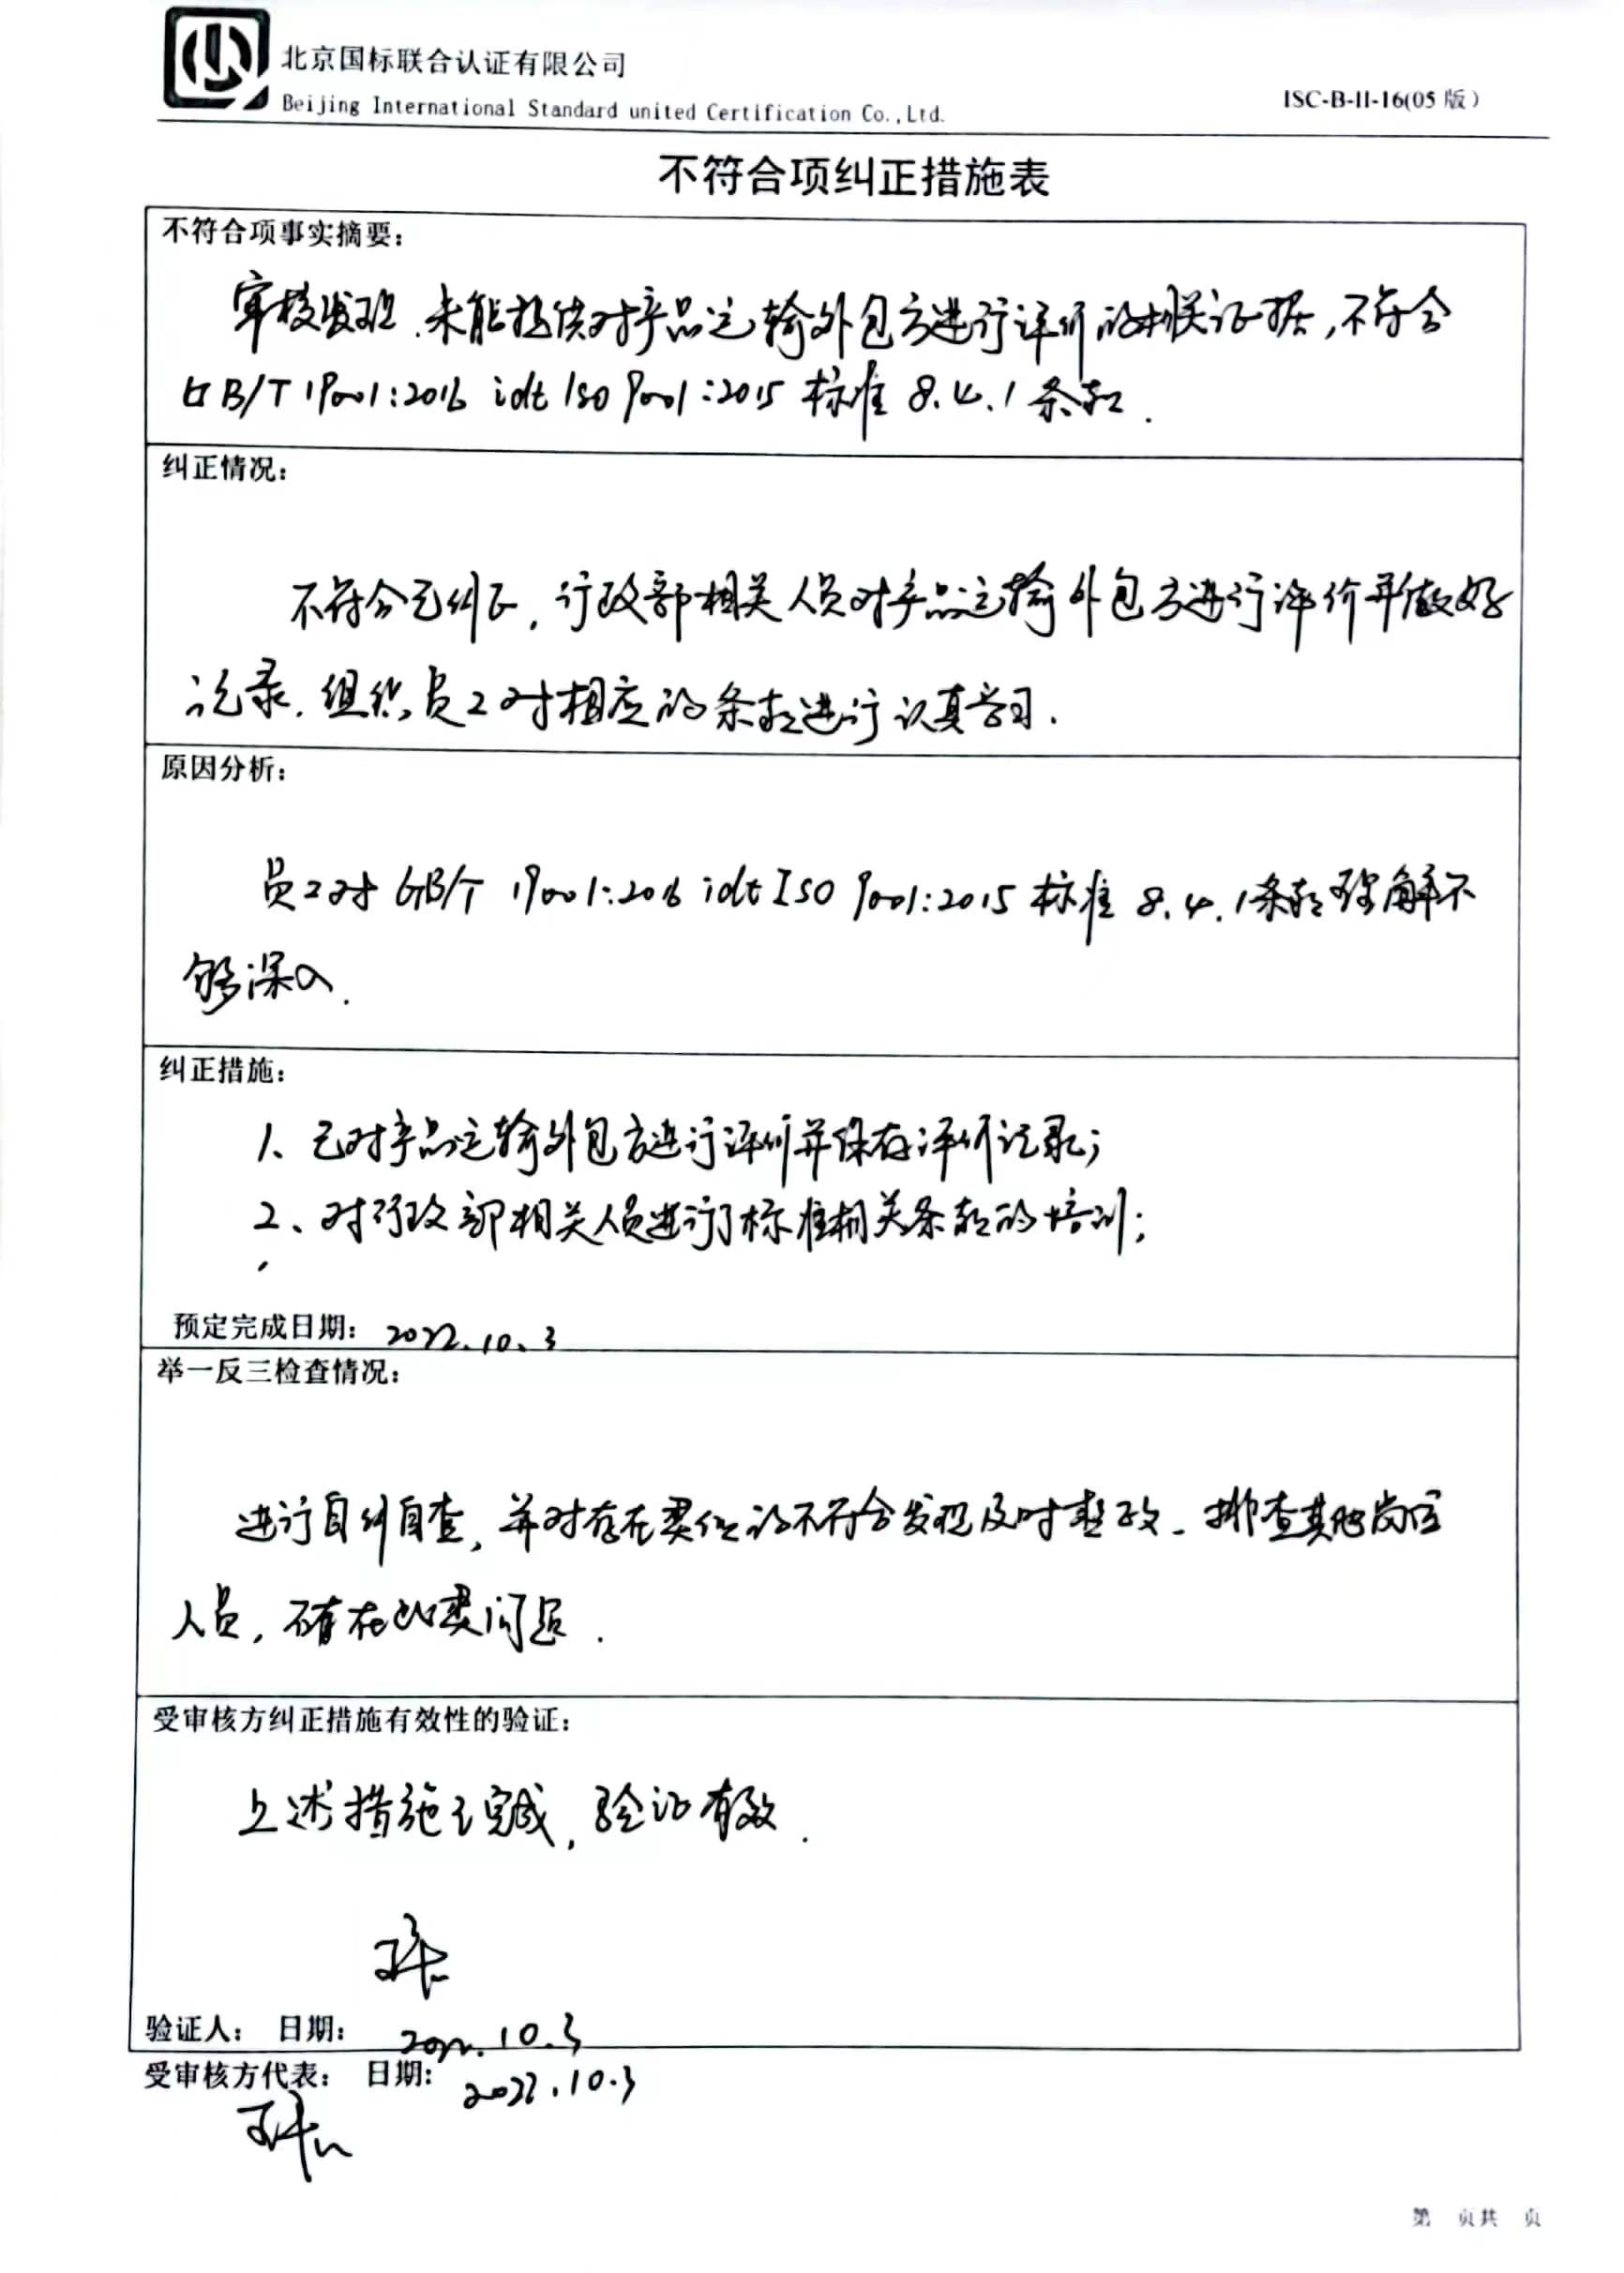 北京国标联合认证有限公司
Beijing International Standard united Certification Co.,Ltd.
ISC-B-II-16(05 版)
不符合项纠正措施表
不符合项事实摘要:
审核发现,未能提供对产品运输外包方进行评价的相关证据,不符合
GB/T 19001:2016 idt ISO 9001:2015 标准 8.4.1 条款.
纠正情况:
不符合已纠正,行政部相关人员对产品运输外包方进行评价并做好
记录.组织员工对相应的条款进行认真学习.
原因分析:
员工对 GB/T 19001:2016 idt ISO 9001:2015 标准 8.4.1条款理解不
够深入.
纠正措施:
1、已对产品运输外包方进行评价并保存评价记录;
2、对行政部相关人员进行了标准相关条款的培训;
预定完成日期: 2022.10.3
举一反三检查情况:
进行自纠自查,并对存在类似的不符合发现及时整改.排查其他岗位
人员,不存在此类问题.
受审核方纠正措施有效性的验证:
上述措施已完成,验证有效.
验证人: 日期: 2022.10.3
受审核方代表: 日期: 2022.10.3
第 页共 页